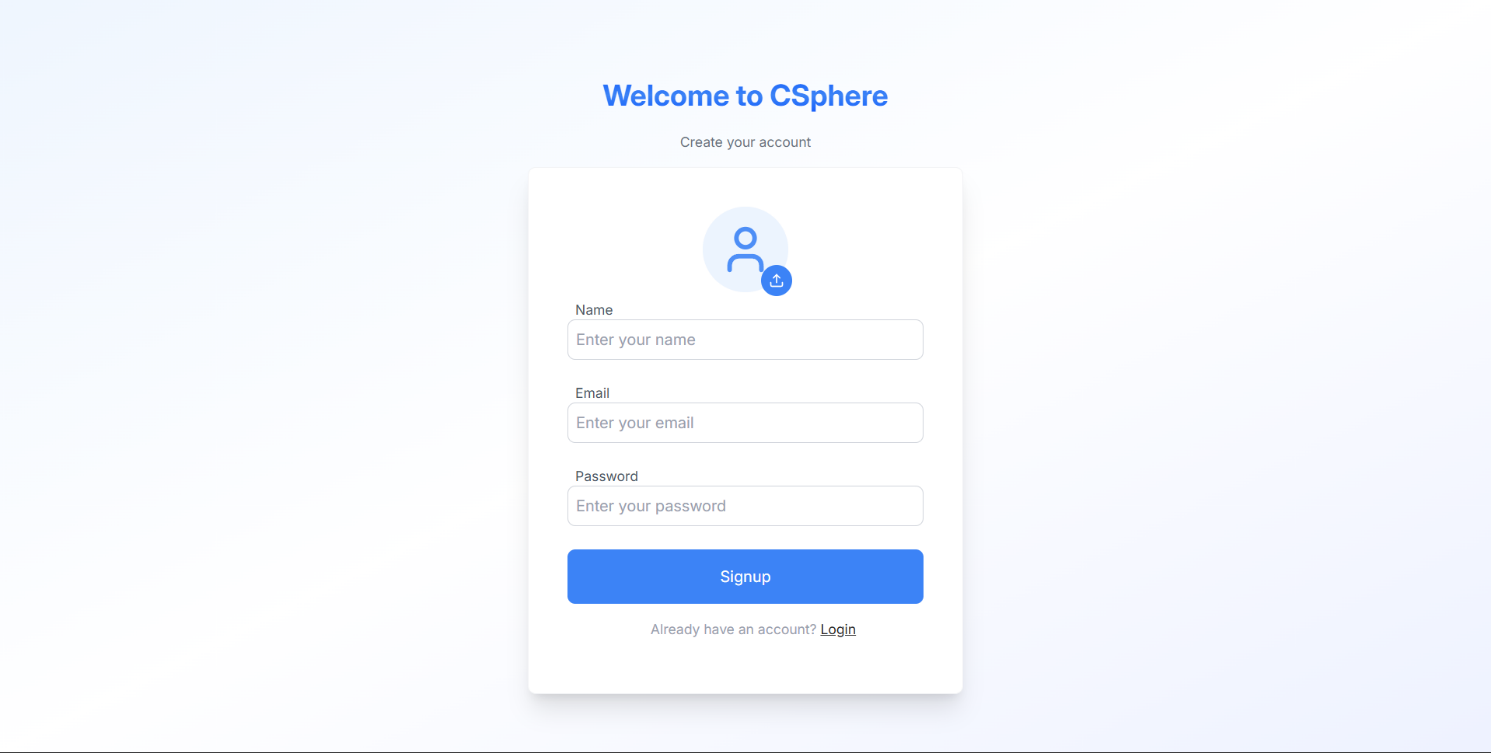 Welcome to CSphere
Create your account
Name
Enter your name
Email
Enter your email
Password
Enter your password
Signup
Already have an account? Login